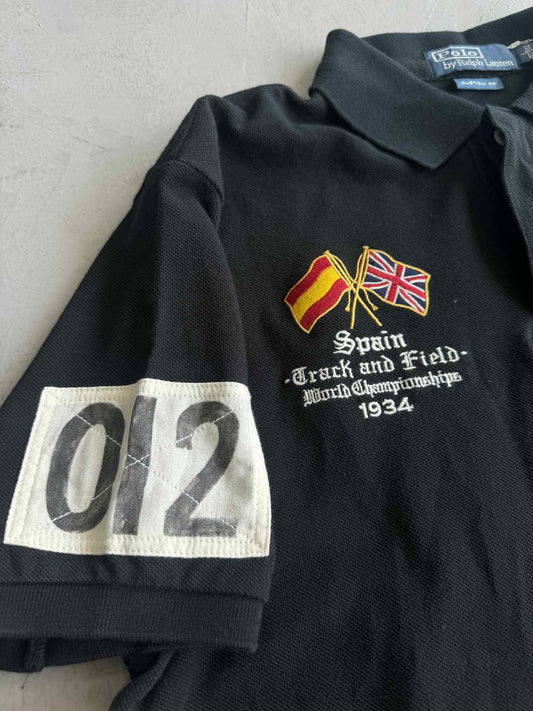 Polo
by Ralph Lauren
CUSTOM FIT
Spain
-Track and Field-
World Championships
1934
012